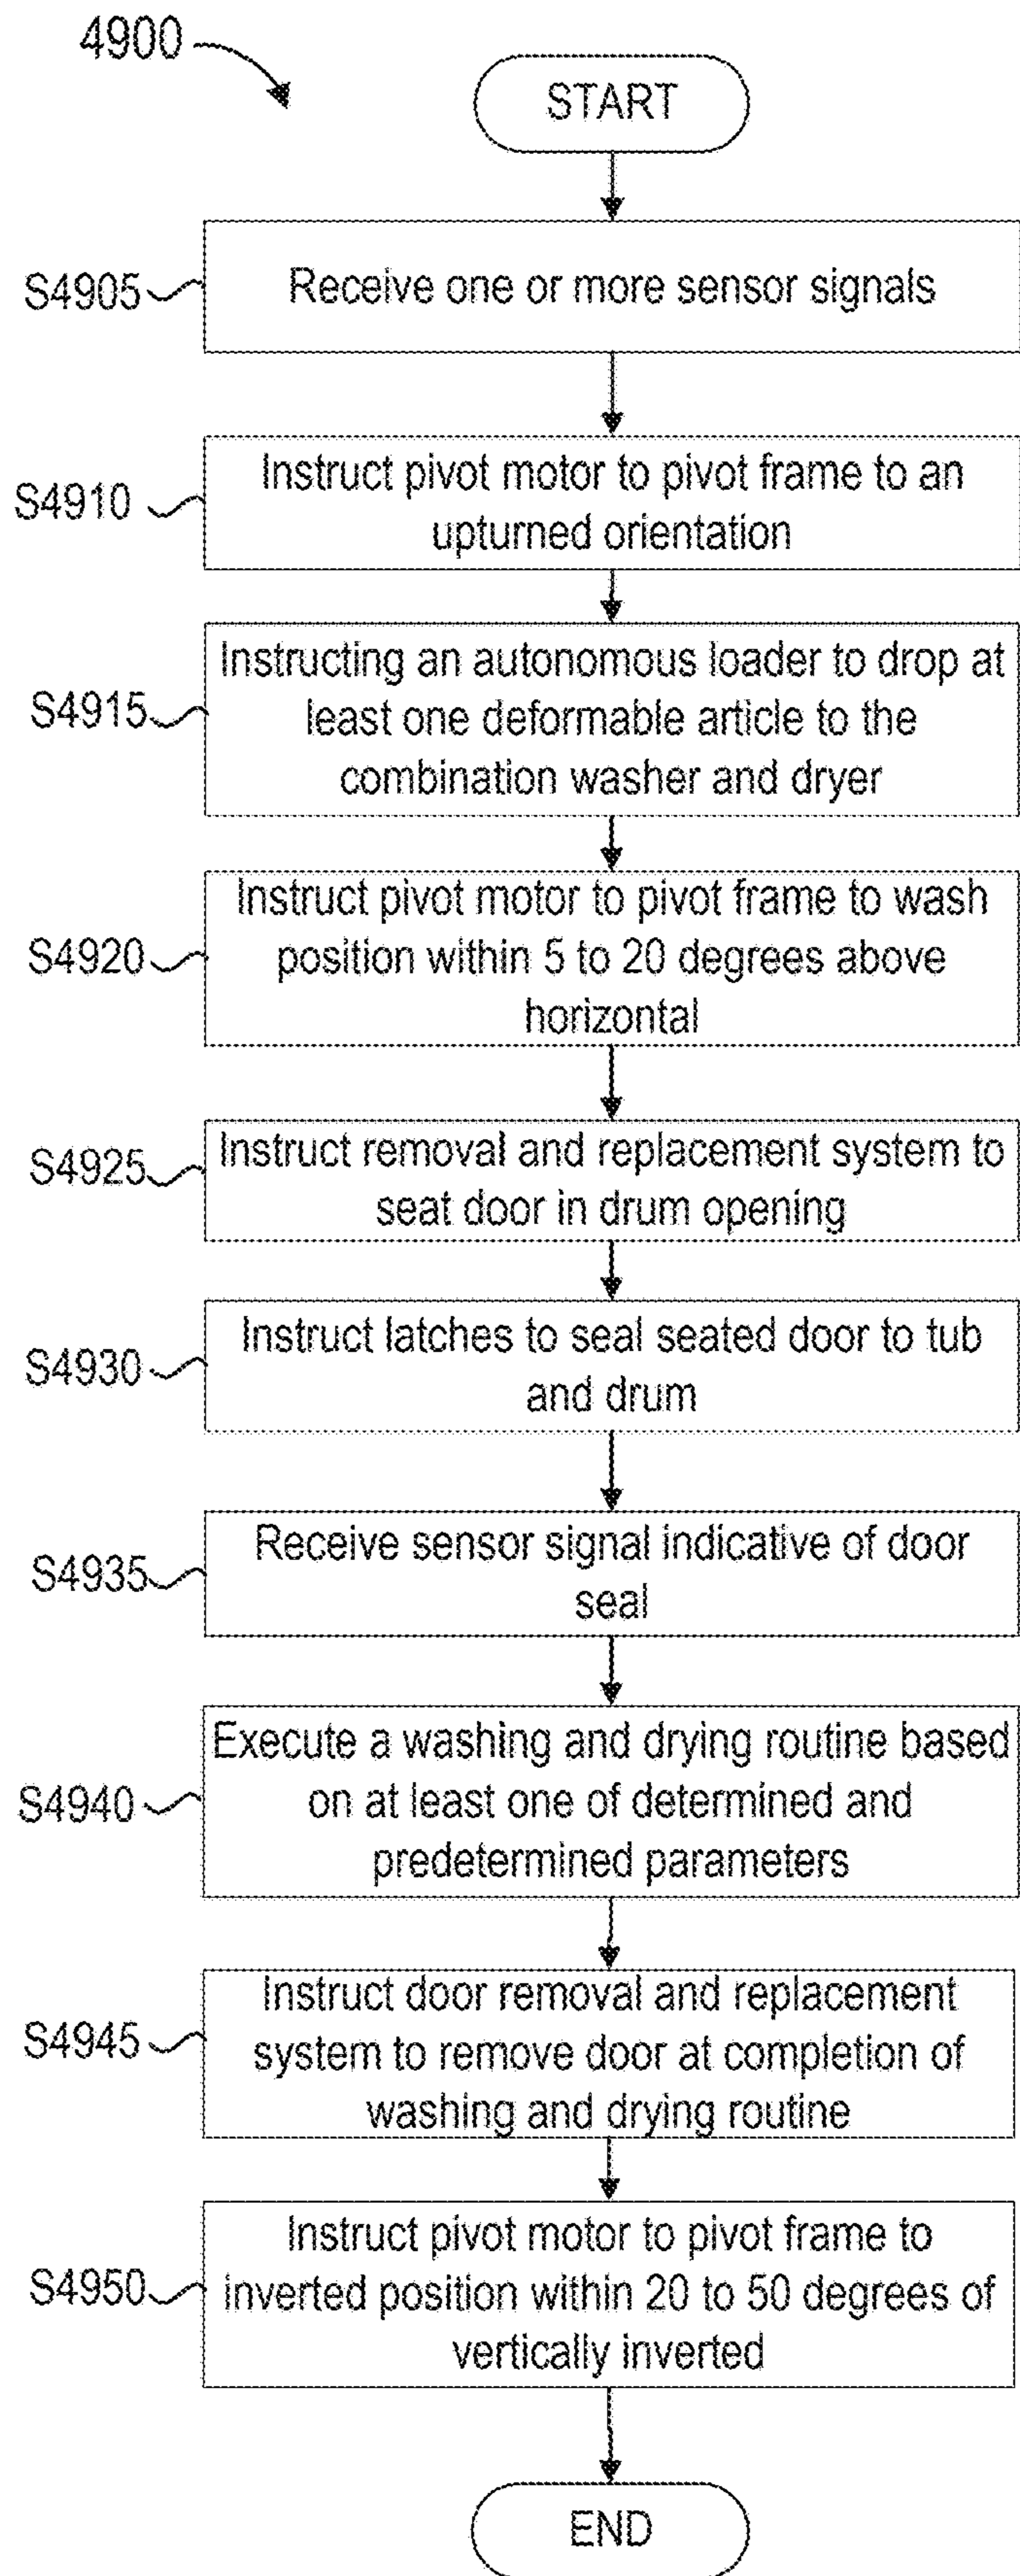 4900
START
S4905
Receive one or more sensor signals
S4910
Instruct pivot motor to pivot frame to an
upturned orientation
S4915
Instructing an autonomous loader to drop at
least one deformable article to the
combination washer and dryer
S4920
Instruct pivot motor to pivot frame to wash
position within 5 to 20 degrees above
horizontal
S4925
Instruct removal and replacement system to
seat door in drum opening
S4930
Instruct latches to seal seated door to tub
and drum
S4935
Receive sensor signal indicative of door
seal
S4940
Execute a washing and drying routine based
on at least one of determined and
predetermined parameters
S4945
Instruct door removal and replacement
system to remove door at completion of
washing and drying routine
S4950
Instruct pivot motor to pivot frame to
inverted position within 20 to 50 degrees of
vertically inverted
END